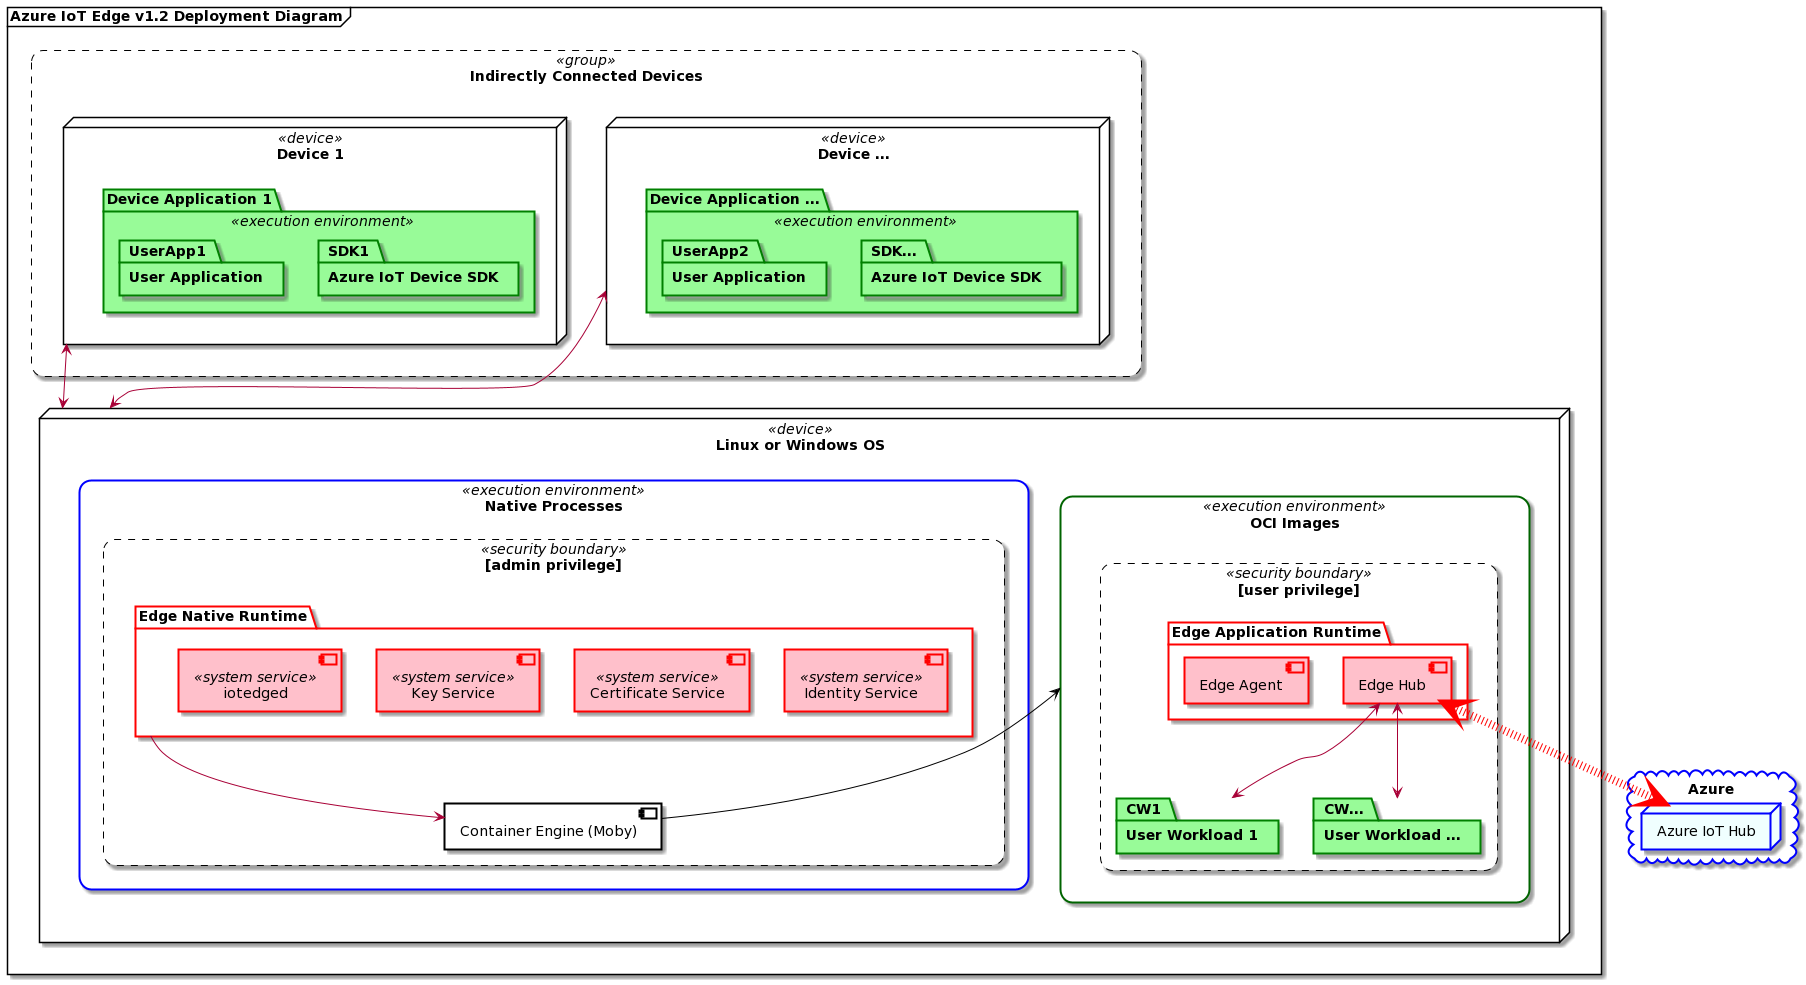 Azure IoT Edge v1.2 Deployment Diagram
«group»
Indirectly Connected Devices
«device»
Device 1
Device Application 1
«execution environment»
UserApp1
User Application
SDK1
Azure IoT Device SDK
«device»
Device ...
Device Application ...
«execution environment»
UserApp2
User Application
SDK...
Azure IoT Device SDK
«device»
Linux or Windows OS
«execution environment»
Native Processes
«security boundary»
[admin privilege]
Edge Native Runtime
«system service»
iotedged
«system service»
Key Service
«system service»
Certificate Service
«system service»
Identity Service
Container Engine (Moby)
«execution environment»
OCI Images
«security boundary»
[user privilege]
Edge Application Runtime
Edge Agent
Edge Hub
CW1
User Workload 1
CW...
User Workload ...
Azure
Azure IoT Hub